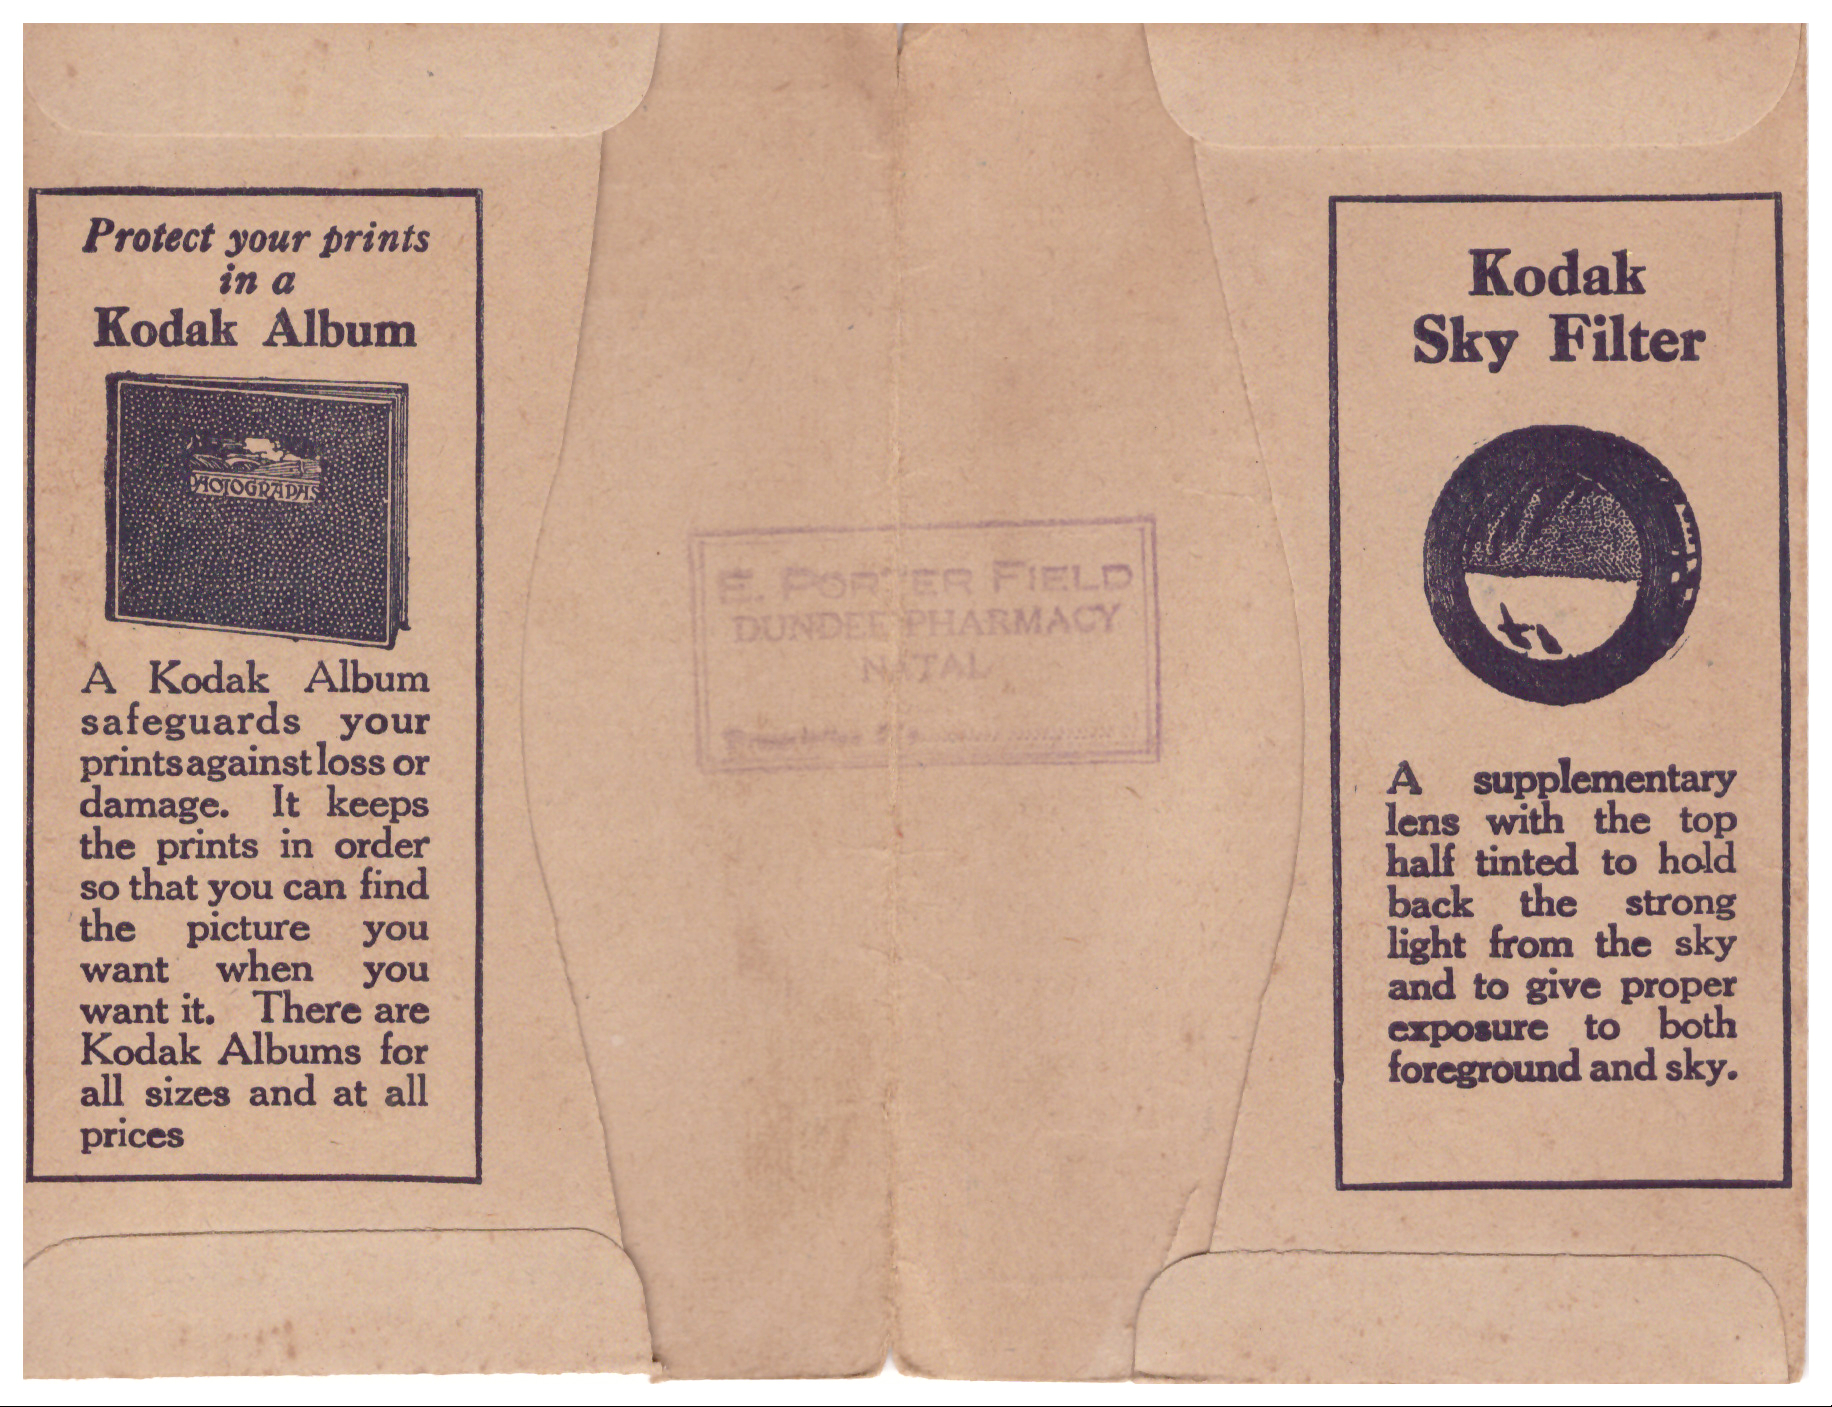 Protect your prints
in a
Kodak Album
PHOTOGRAPHS
A Kodak Album
safeguards your
prints against loss or
damage. It keeps
the prints in order
so that you can find
the picture you
want when you
want it. There are
Kodak Albums for
all sizes and at all
prices
E. PORTER FIELD
DUNDEE PHARMACY
NATAL
Kodak
Sky Filter
A supplementary
lens with the top
half tinted to hold
back the strong
light from the sky
and to give proper
exposure to both
foreground and sky.